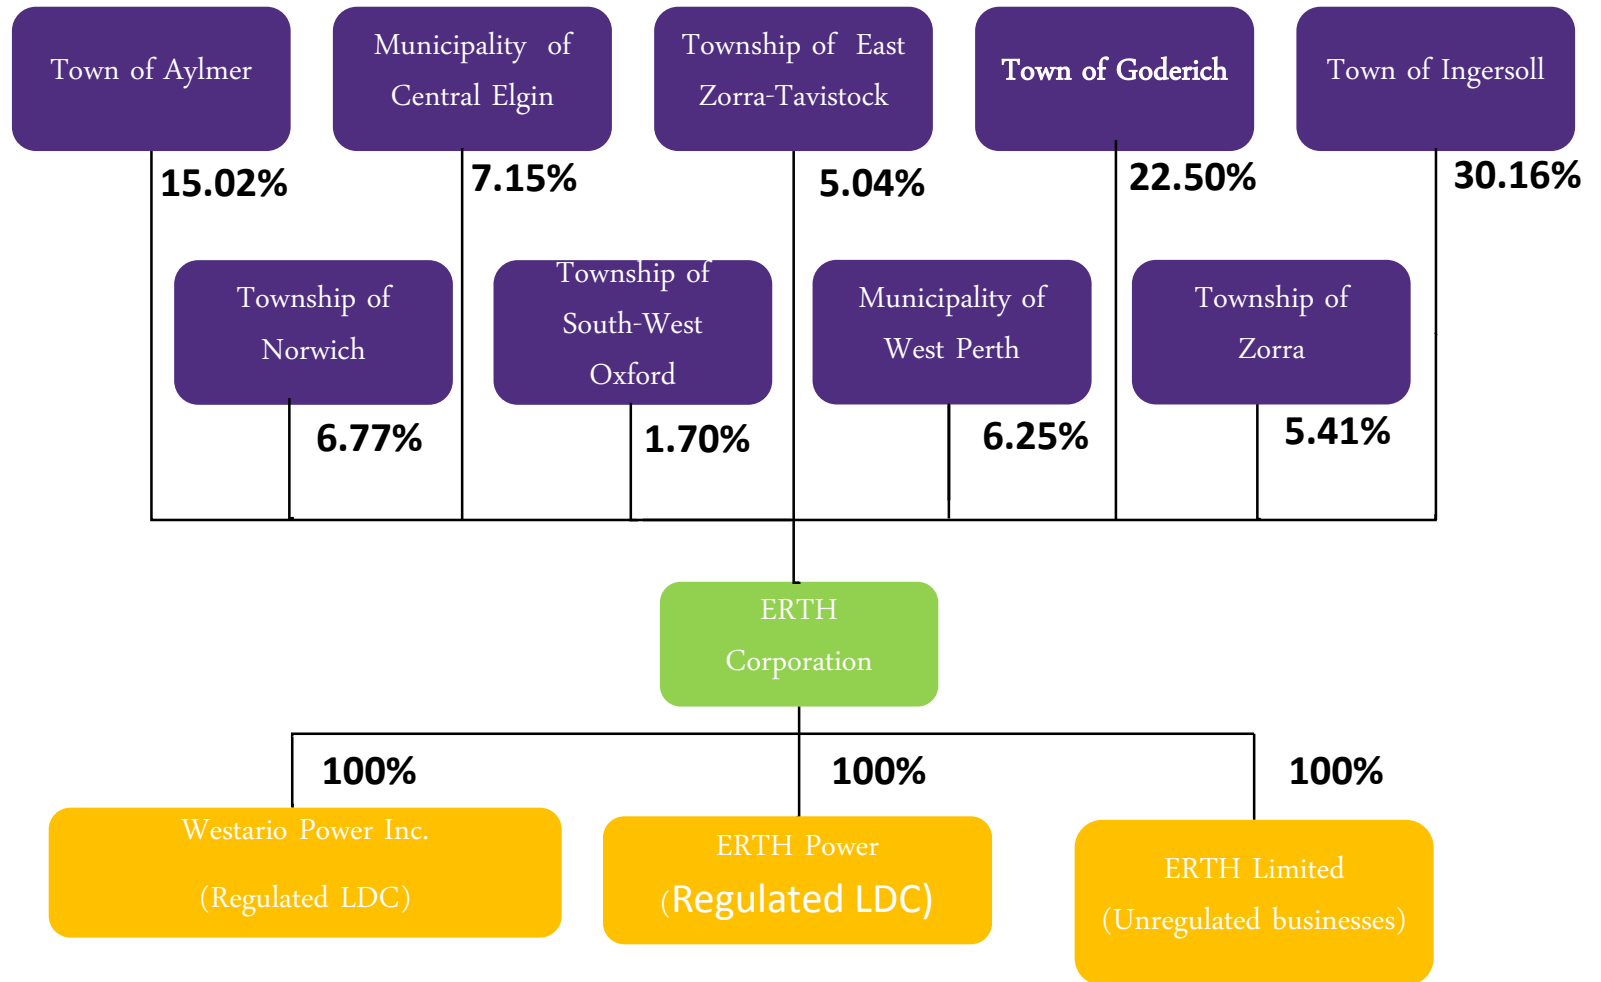 Town of Aylmer
Municipality of
Central Elgin
Township of East
Zorra-Tavistock
Town of Goderich
Town of Ingersoll
15.02%
7.15%
5.04%
22.50%
30.16%
Township of
Norwich
Township of
South-West
Oxford
Municipality of
West Perth
Township of
Zorra
6.77%
1.70%
6.25%
5.41%
ERTH
Corporation
100%
100%
100%
Westario Power Inc.
(Regulated LDC)
ERTH Power
(Regulated LDC)
ERTH Limited
(Unregulated businesses)